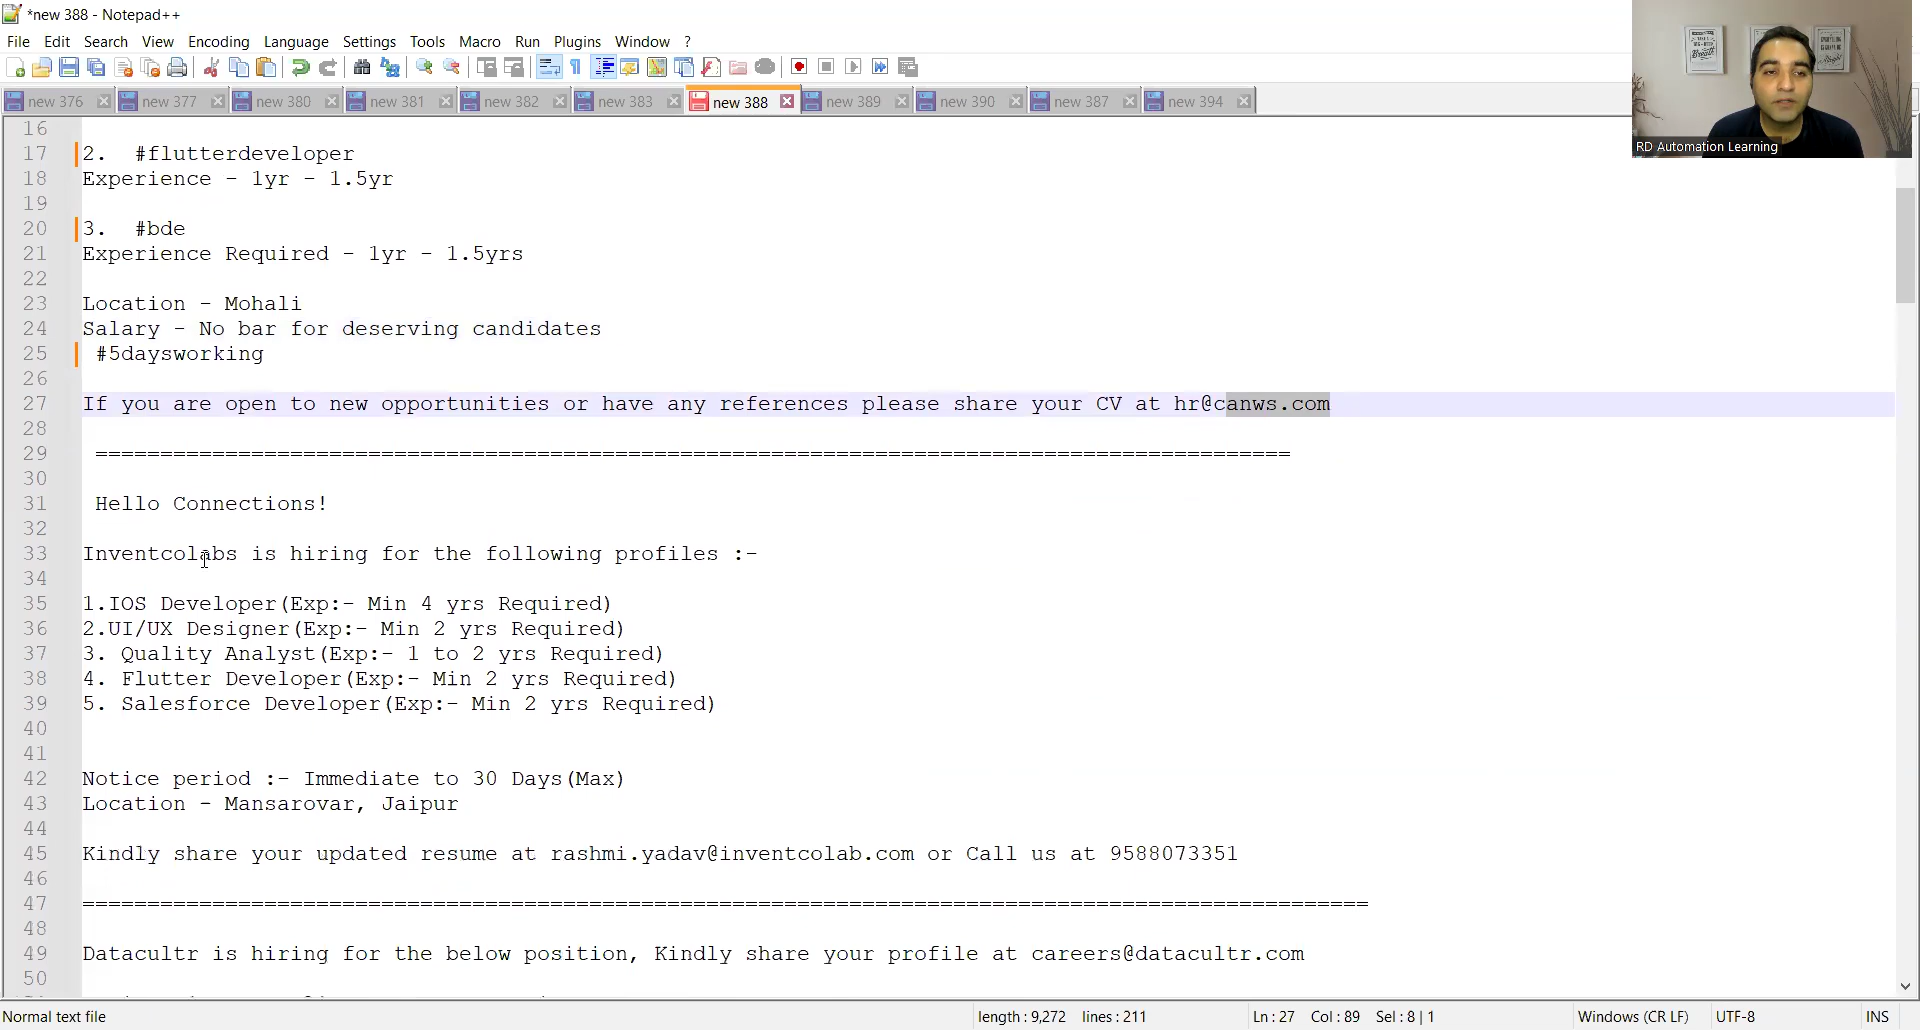 *new 388 - Notepad++
File Edit Search View Encoding Language Settings Tools Macro Run Plugins Window ?
new 376 new 377 new 380 new 381 new 382 new 383 new 388 new 389 new 390 new 387 new 394
RD Automation Learning
16
17 2.  #flutterdeveloper
18 Experience - 1yr - 1.5yr
19
20 3.  #bde
21 Experience Required - 1yr - 1.5yrs
22
23 Location - Mohali
24 Salary - No bar for deserving candidates
25  #5daysworking
26
27 If you are open to new opportunities or have any references please share your CV at hr@canws.com
28
29  ============================================================================================
30
31  Hello Connections!
32
33 Inventcolabs is hiring for the following profiles :-
34
35 1.IOS Developer(Exp:- Min 4 yrs Required)
36 2.UI/UX Designer(Exp:- Min 2 yrs Required)
37 3. Quality Analyst(Exp:- 1 to 2 yrs Required)
38 4. Flutter Developer(Exp:- Min 2 yrs Required)
39 5. Salesforce Developer(Exp:- Min 2 yrs Required)
40
41
42 Notice period :- Immediate to 30 Days(Max)
43 Location - Mansarovar, Jaipur
44
45 Kindly share your updated resume at rashmi.yadav@inventcolab.com or Call us at 9588073351
46
47 ===================================================================================================
48
49 Datacultr is hiring for the below position, Kindly share your profile at careers@datacultr.com
50
Normal text file length : 9,272 lines : 211 Ln : 27 Col : 89 Sel : 8 | 1 Windows (CR LF) UTF-8 INS